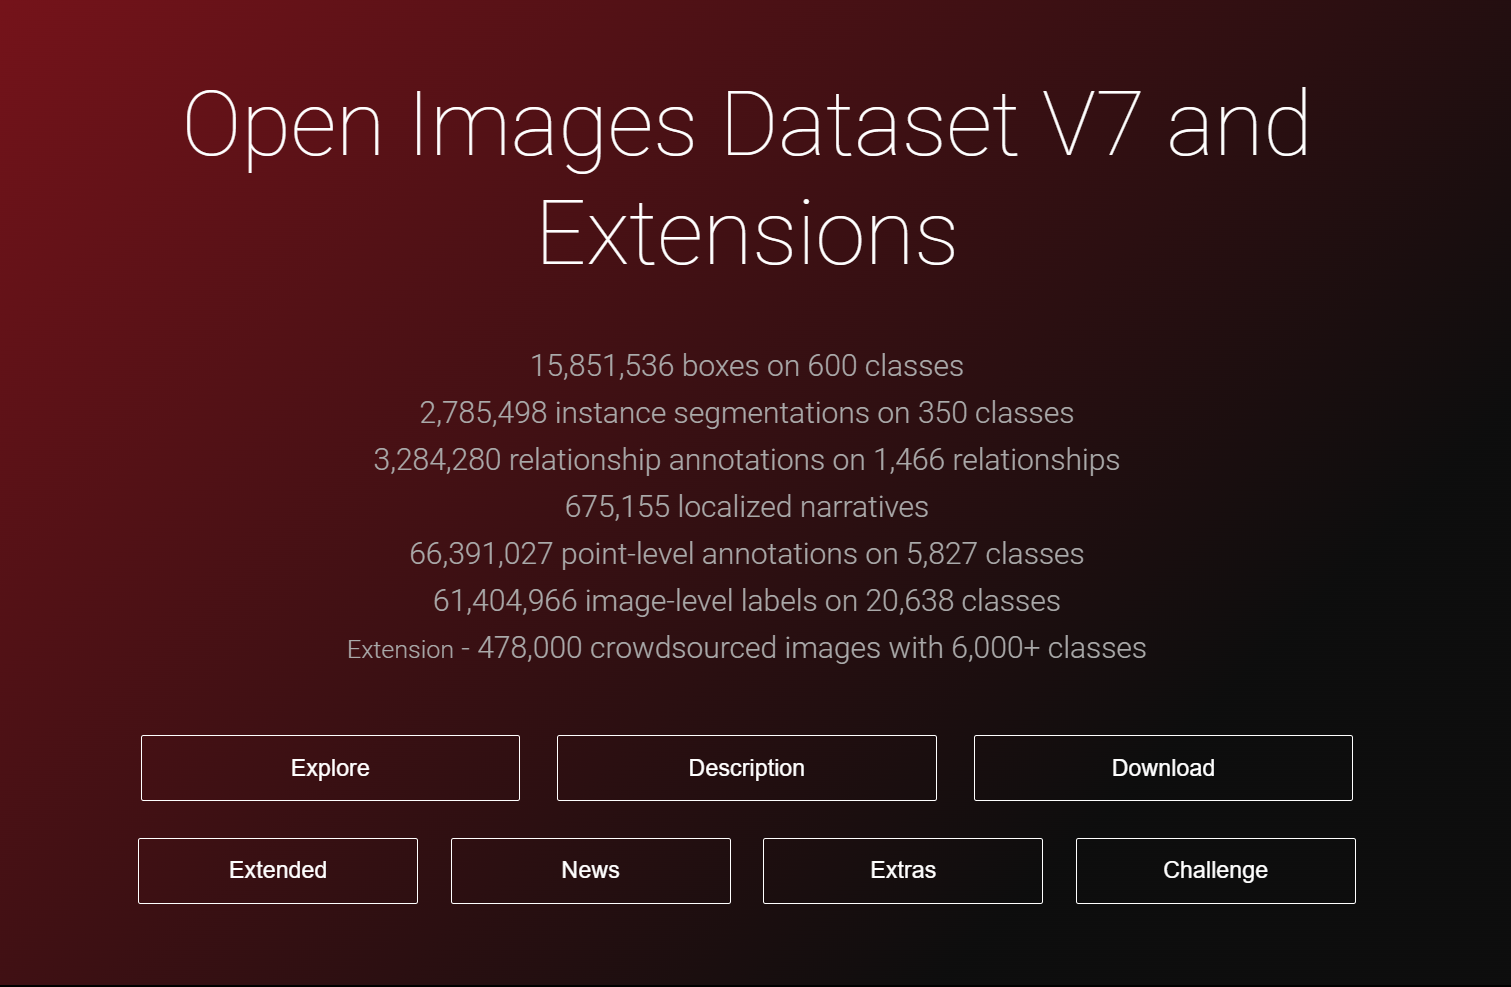 Open Images Dataset V7 and
Extensions
15,851,536 boxes on 600 classes
2,785,498 instance segmentations on 350 classes
3,284,280 relationship annotations on 1,466 relationships
675,155 localized narratives
66,391,027 point-level annotations on 5,827 classes
61,404,966 image-level labels on 20,638 classes
Extension - 478,000 crowdsourced images with 6,000+ classes
Explore Description Download
Extended News Extras Challenge